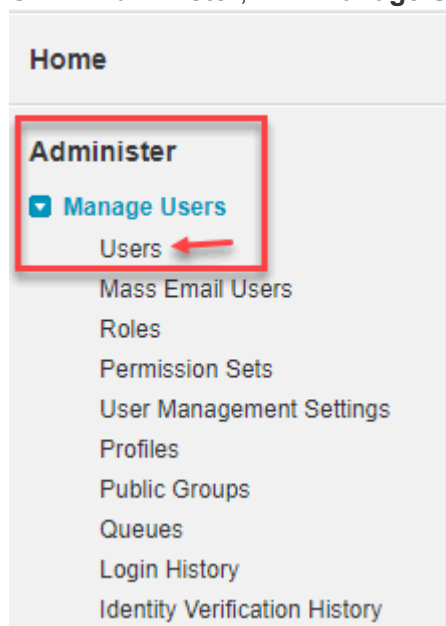 Home
Administer
Manage Users
Users
Mass Email Users
Roles
Permission Sets
User Management Settings
Profiles
Public Groups
Queues
Login History
Identity Verification History